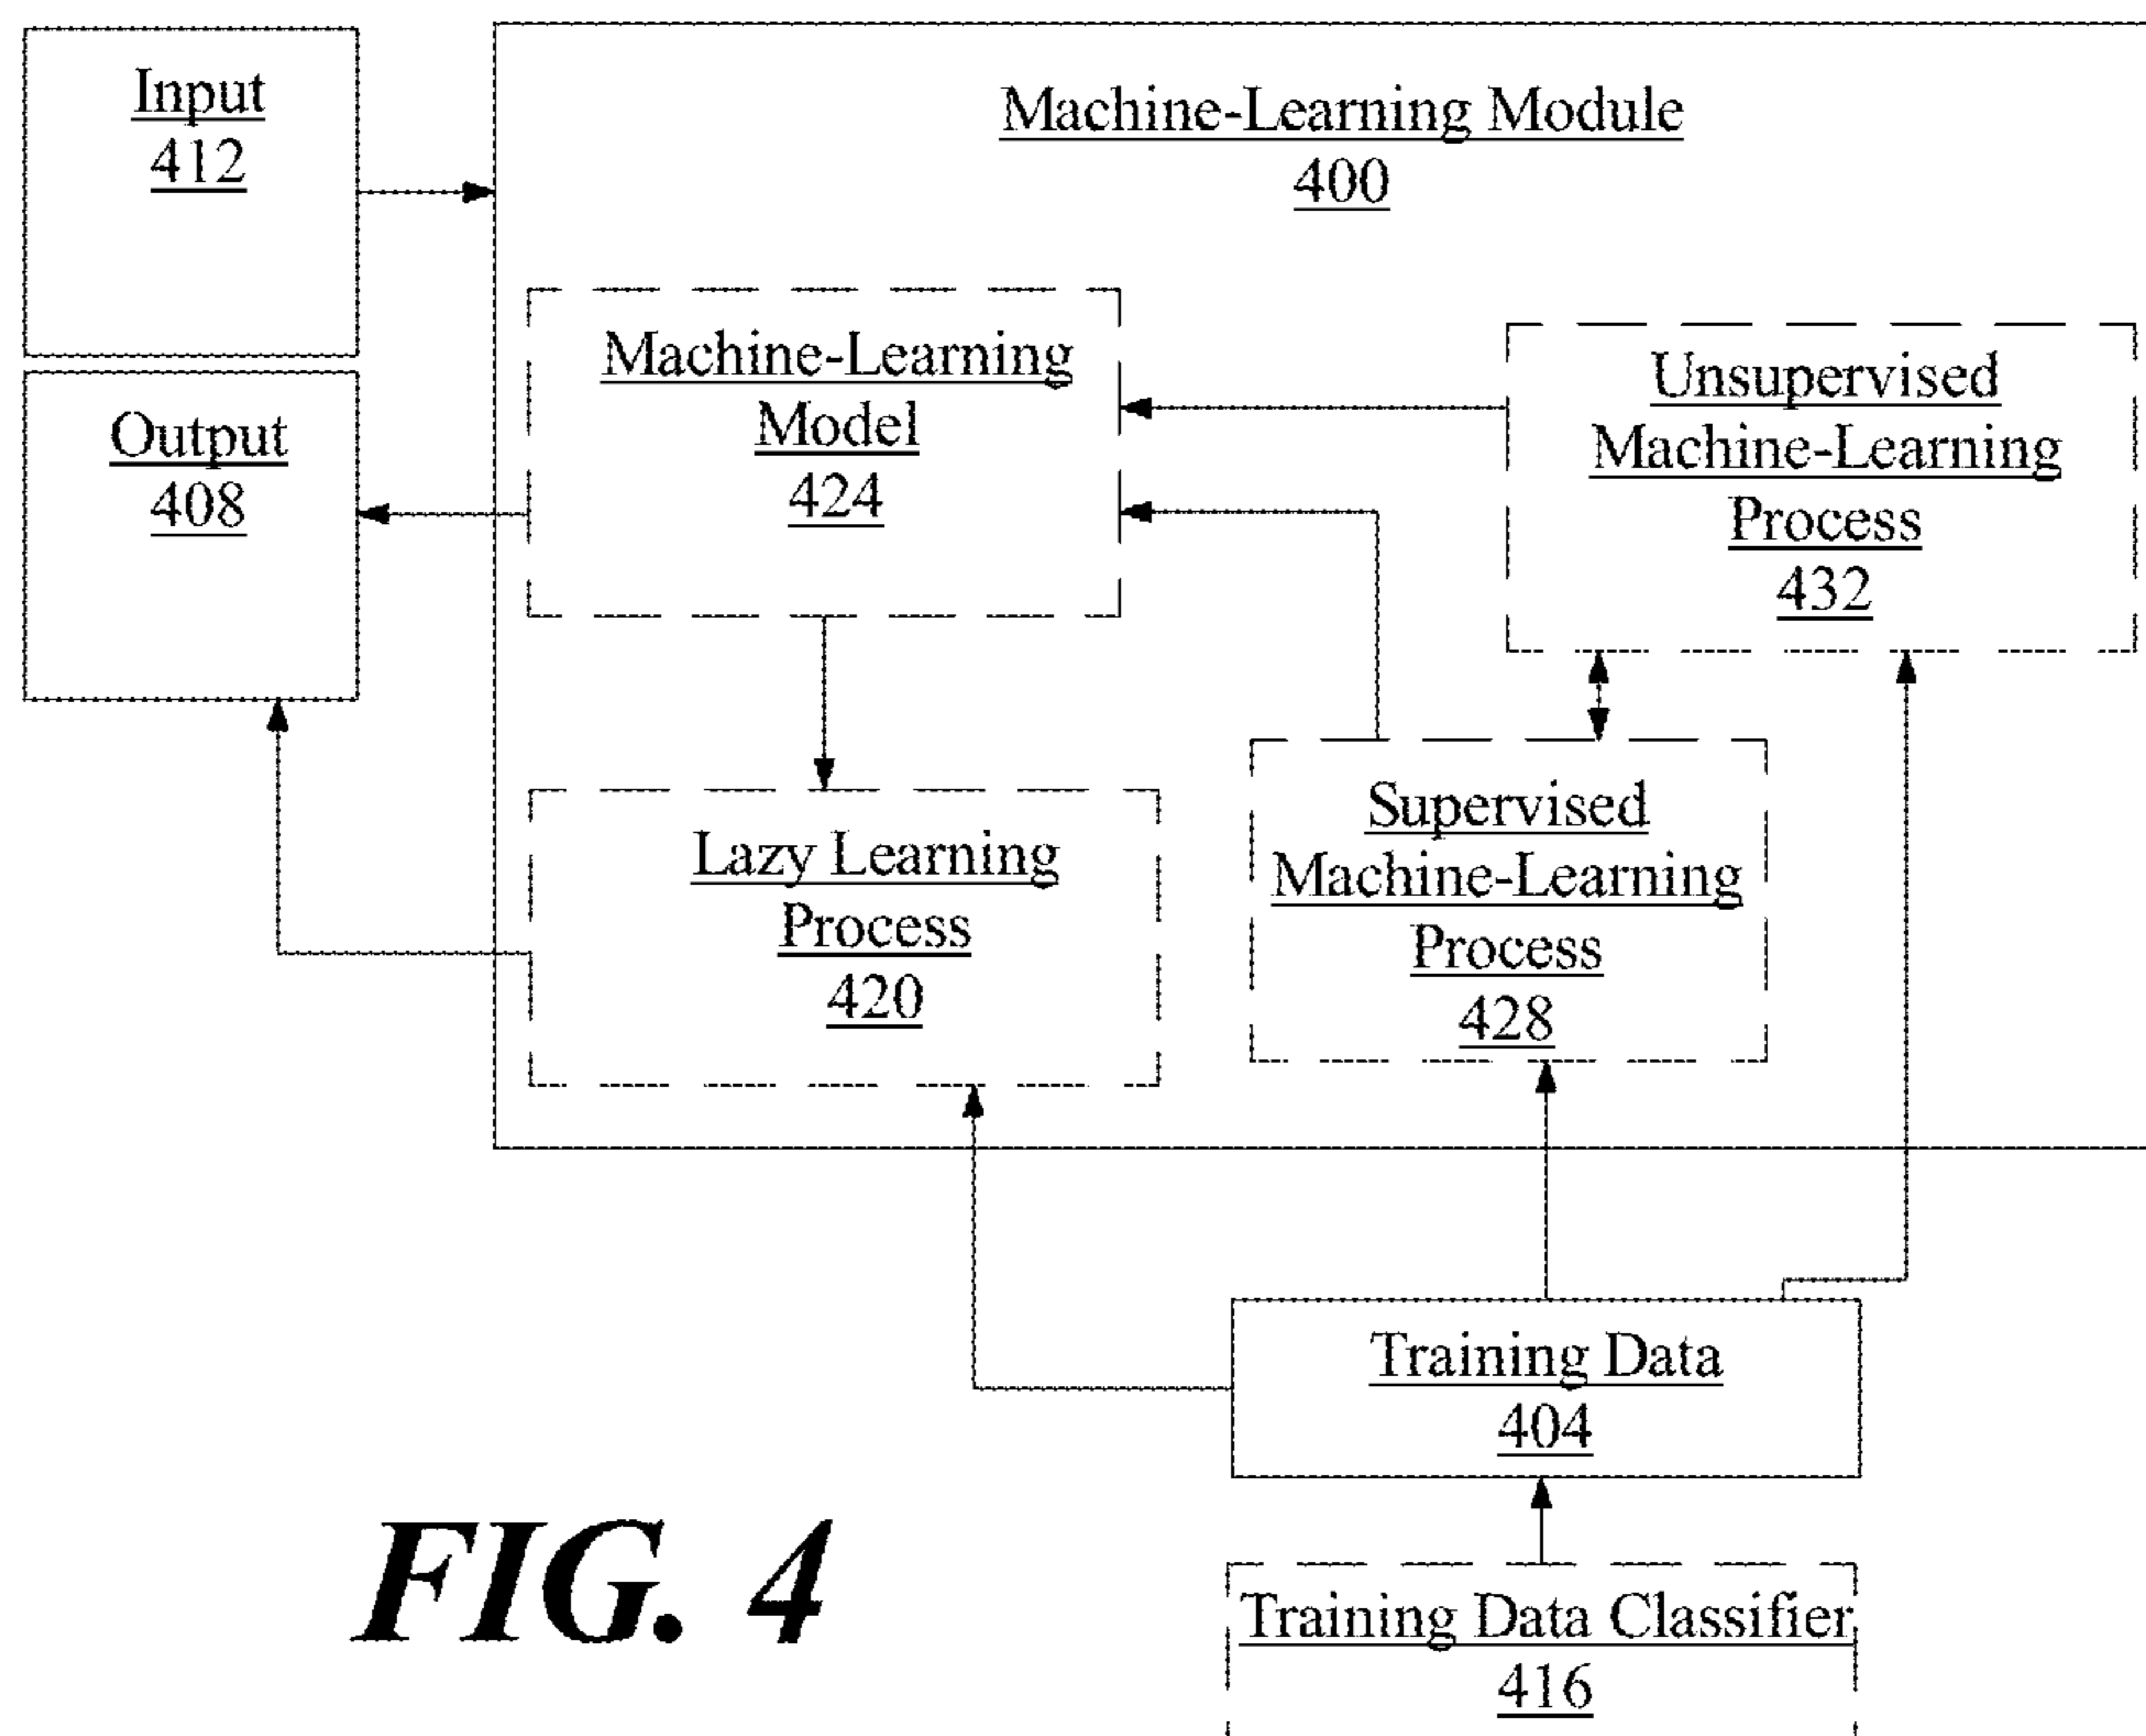 Input
412
Machine-Learning Module
400
Output
408
Machine-Learning
Model
424
Unsupervised
Machine-Learning
Process
432
Lazy Learning
Process
420
Supervised
Machine-Learning
Process
428
Training Data
404
Training Data Classifier
416
FIG. 4